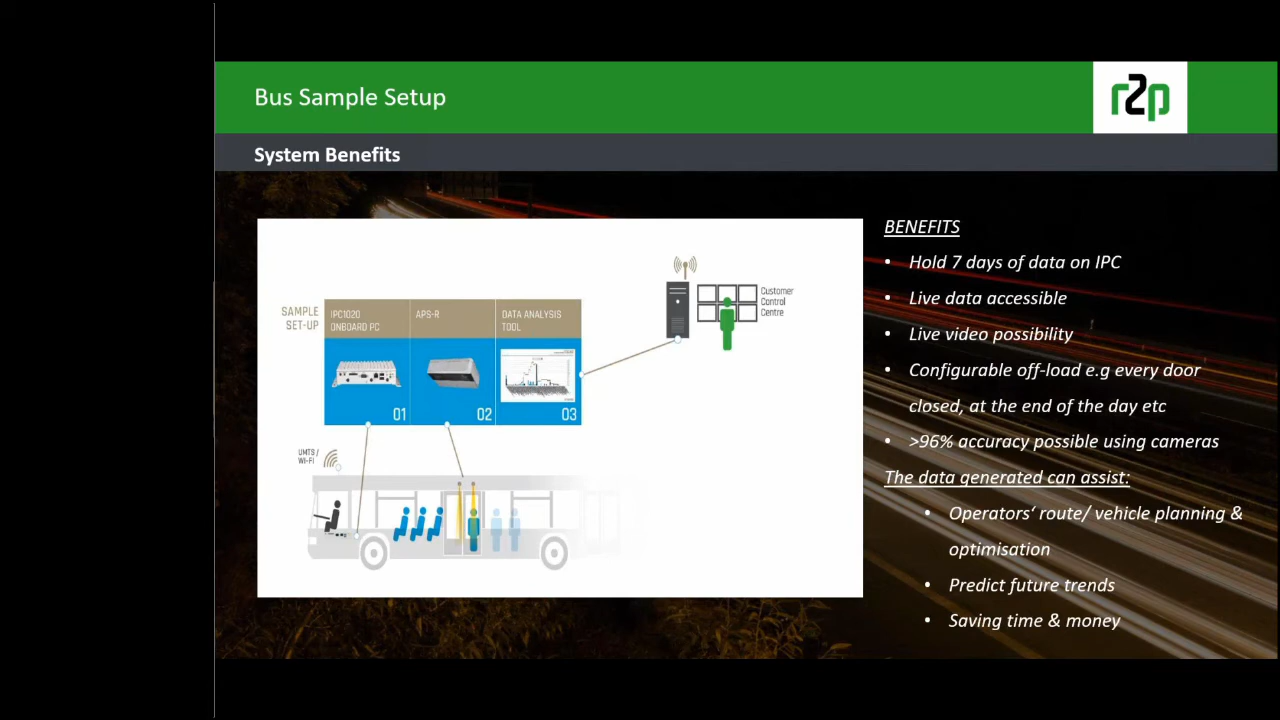 Bus Sample Setup
r2p
System Benefits
SAMPLE
SET-UP
IPC1020
ONBOARD PC
APS-R
DATA ANALYSIS
TOOL
01
02
03
Customer
Control
Centre
UMTS /
WI-FI
BENEFITS
• Hold 7 days of data on IPC
• Live data accessible
• Live video possibility
• Configurable off-load e.g every door
closed, at the end of the day etc
• >96% accuracy possible using cameras
The data generated can assist:
• Operators‘ route/ vehicle planning &
optimisation
• Predict future trends
• Saving time & money